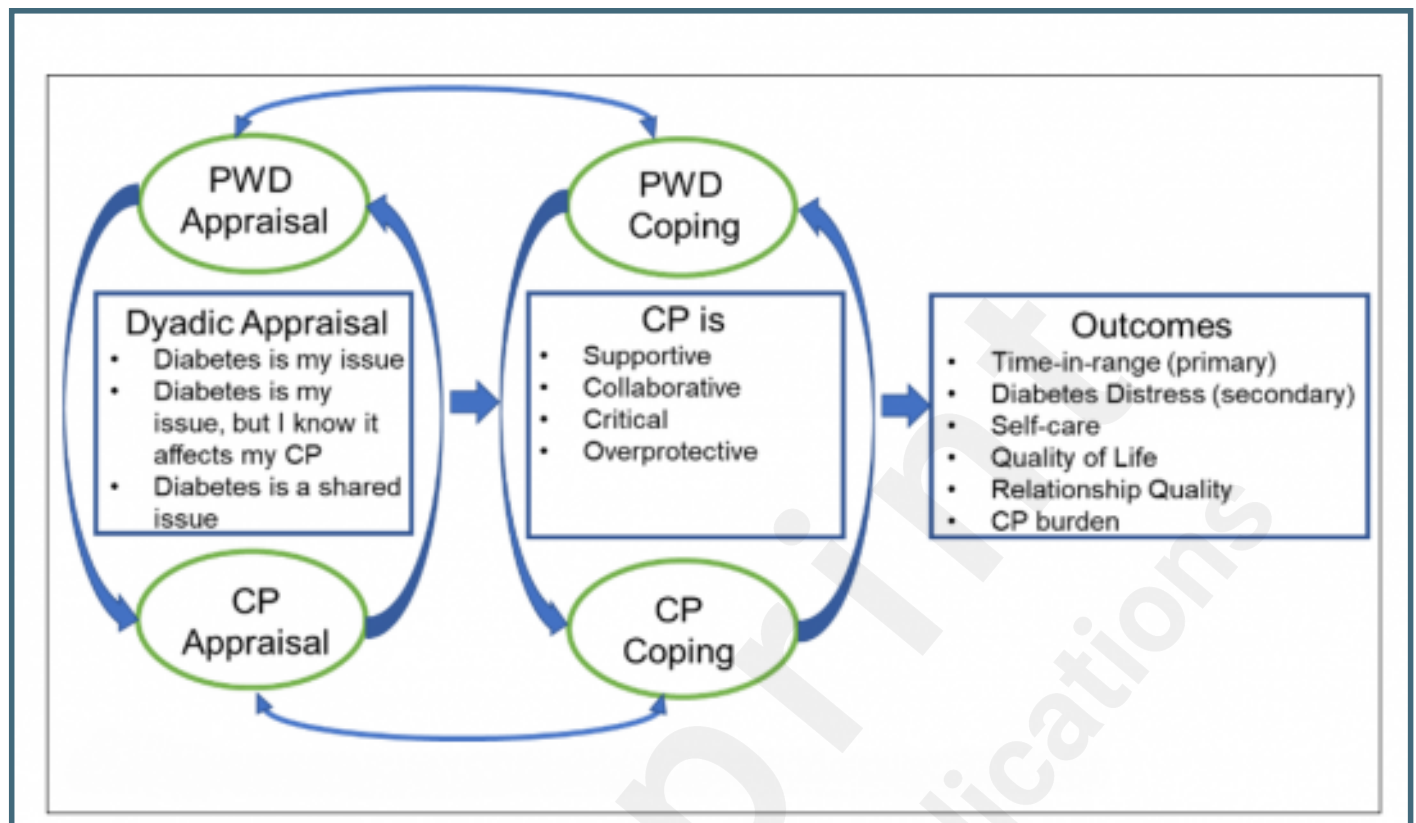 PWD
Appraisal
PWD
Coping
Dyadic Appraisal
• Diabetes is my issue
• Diabetes is my
issue, but I know it
affects my CP
• Diabetes is a shared
issue
CP is
• Supportive
• Collaborative
• Critical
• Overprotective
Outcomes
• Time-in-range (primary)
• Diabetes Distress (secondary)
• Self-care
• Quality of Life
• Relationship Quality
• CP burden
CP
Appraisal
CP
Coping
print
lications